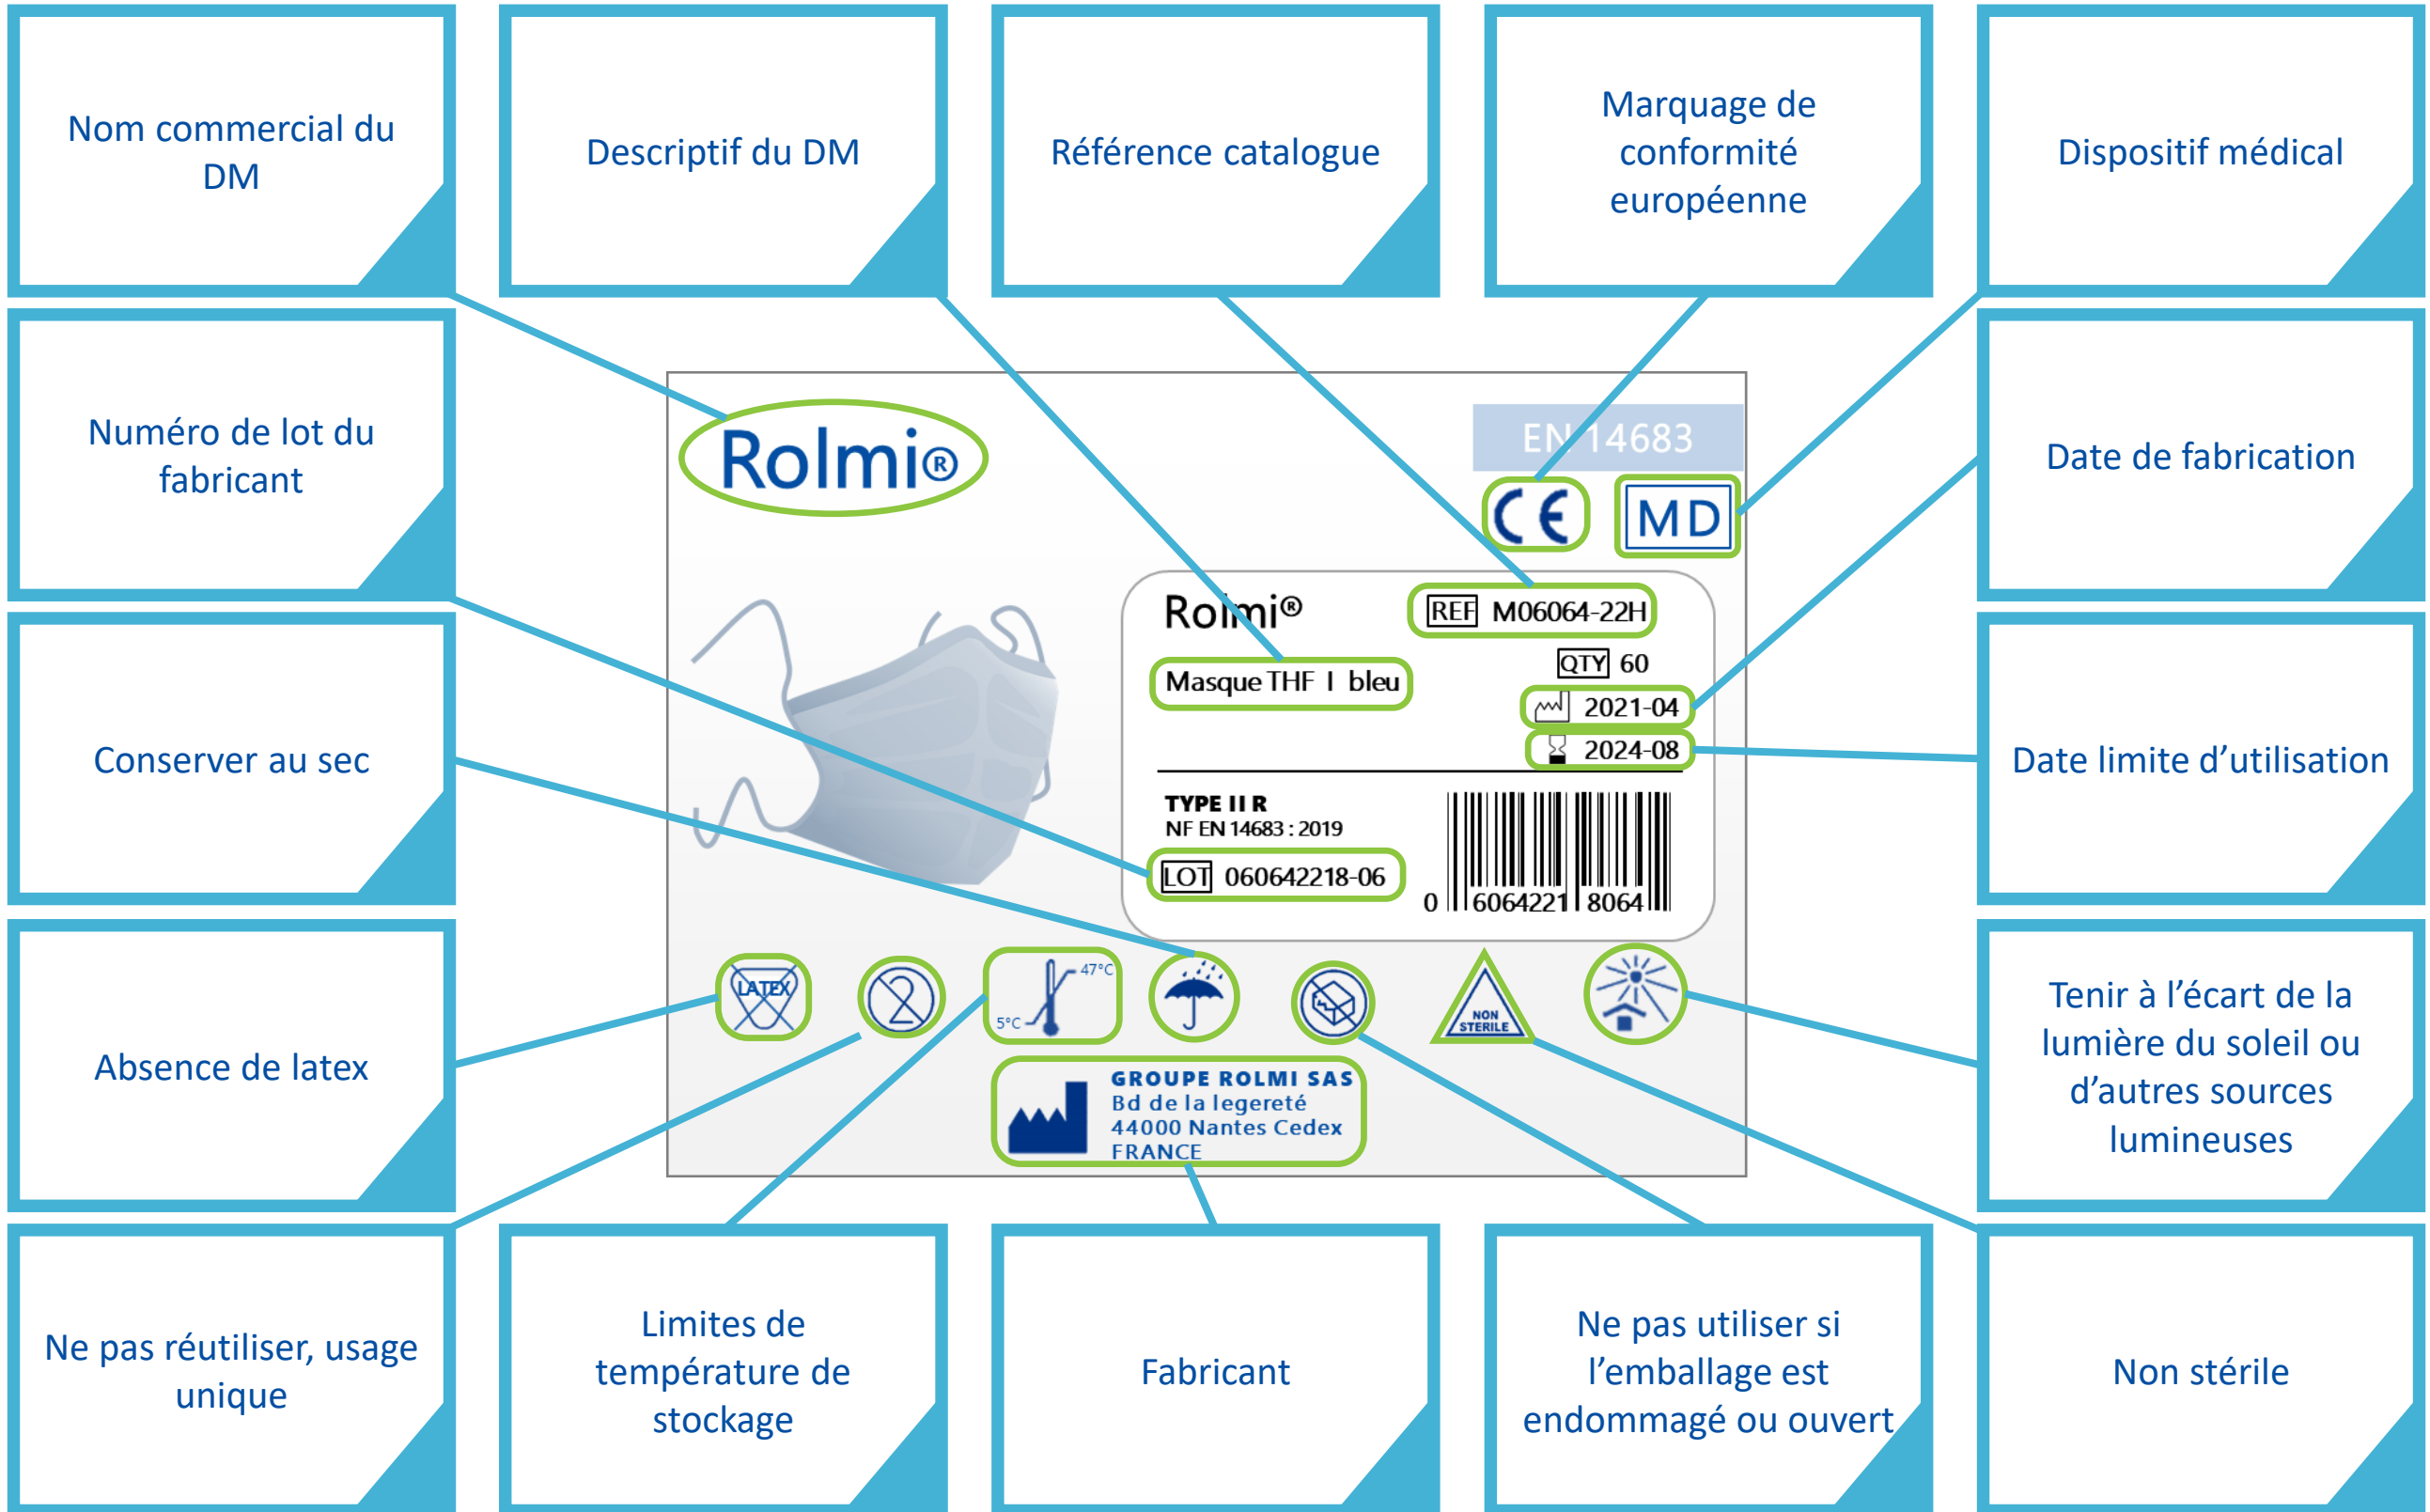 Nom commercial du
DM
Descriptif du DM
Référence catalogue
Marquage de
conformité
européenne
Dispositif médical
Numéro de lot du
fabricant
Date de fabrication
Conserver au sec
Date limite d’utilisation
Absence de latex
Tenir à l’écart de la
lumière du soleil ou
d’autres sources
lumineuses
Rolmi®
EN 14683
CE
MD
Rolmi®
REF M06064-22H
QTY 60
Masque THF I bleu
2021-04
2024-08
TYPE II R
NF EN 14683 : 2019
LOT 060642218-06
0 6064221 8064
LATEX
2
47°C
5°C
NON
STERILE
GROUPE ROLMI SAS
Bd de la legereté
44000 Nantes Cedex
FRANCE
Ne pas réutiliser, usage
unique
Limites de
température de
stockage
Fabricant
Ne pas utiliser si
l’emballage est
endommagé ou ouvert
Non stérile